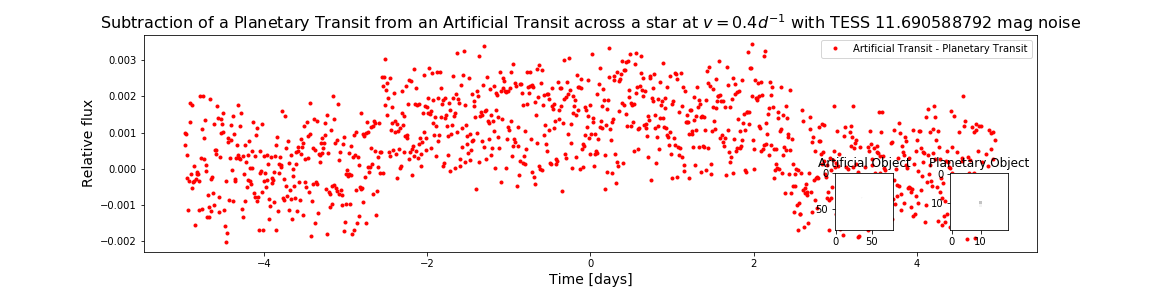 Subtraction of a Planetary Transit from an Artificial Transit across a star at v = 0.4d⁻¹ with TESS 11.690588792 mag noise
Artificial Transit - Planetary Transit
Relative flux
0.003
0.002
0.001
0.000
−0.001
−0.002
Artificial Object
0
50
0 50
Planetary Object
0
10
0 10
−4 −2 0 2 4
Time [days]